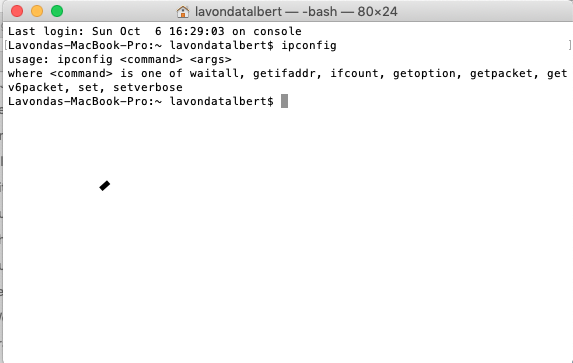 lavondatalbert — -bash — 80×24
Last login: Sun Oct  6 16:29:03 on console
[Lavondas-MacBook-Pro:~ lavondatalbert$ ipconfig ]
usage: ipconfig <command> <args>
where <command> is one of waitall, getifaddr, ifcount, getoption, getpacket, get
v6packet, set, setverbose
Lavondas-MacBook-Pro:~ lavondatalbert$